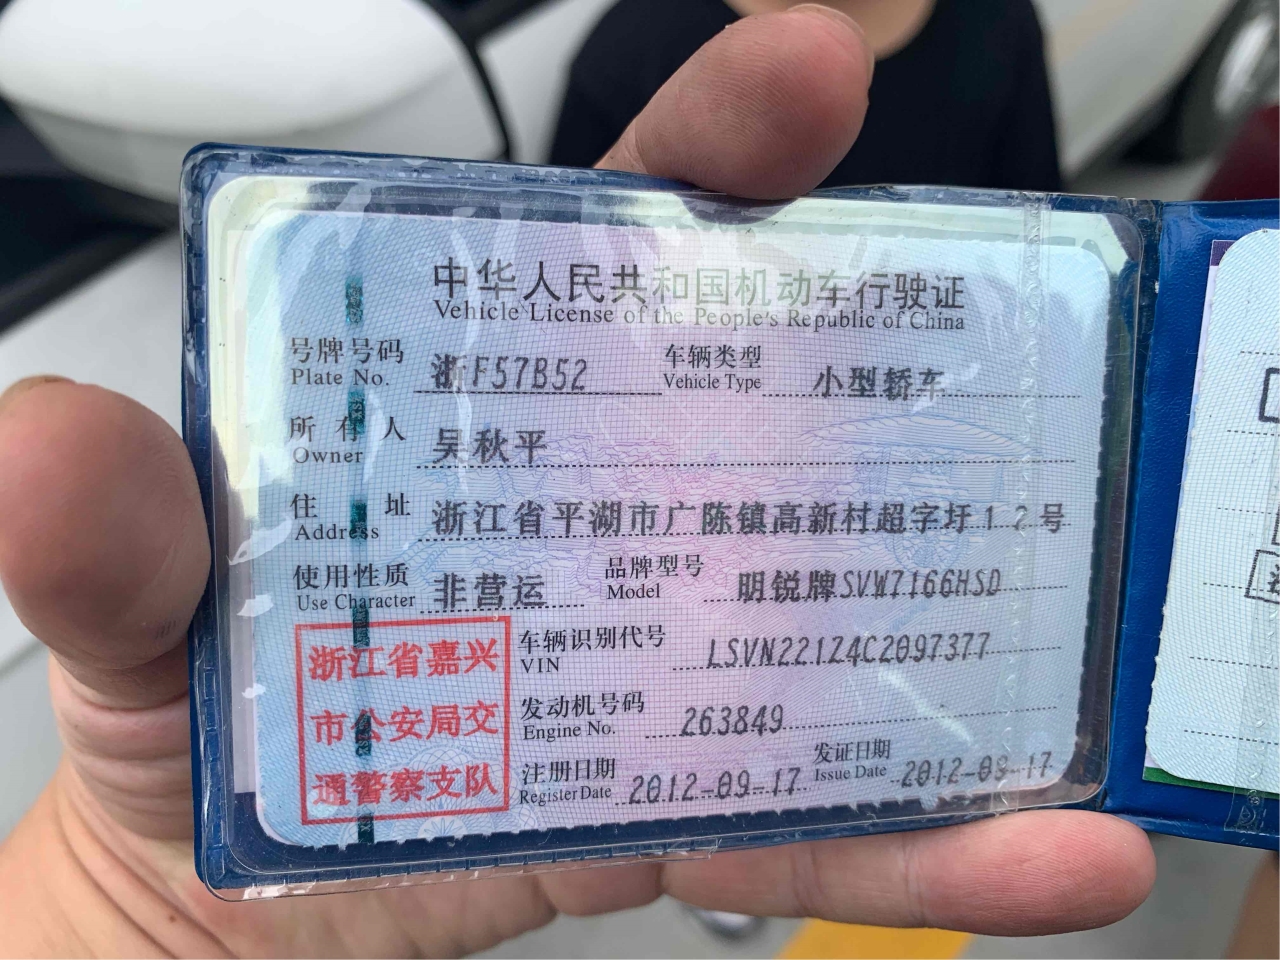 中华人民共和国机动车行驶证
Vehicle License of the People's Republic of China
号牌号码 浙F57B52 车辆类型 小型轿车
Plate No. Vehicle Type
所有人 吴秋平
Owner
住址 浙江省平湖市广陈镇高新村超字圩12号
Address
使用性质 非营运 品牌型号 明锐牌SVW7166HSD
Use Character Model
浙江省嘉兴
市公安局交
通警察支队
车辆识别代号 LSVN221Z4C2097377
VIN
发动机号码 263849
Engine No.
注册日期 2012-09-17 发证日期 2012-09-17
Register Date Issue Date